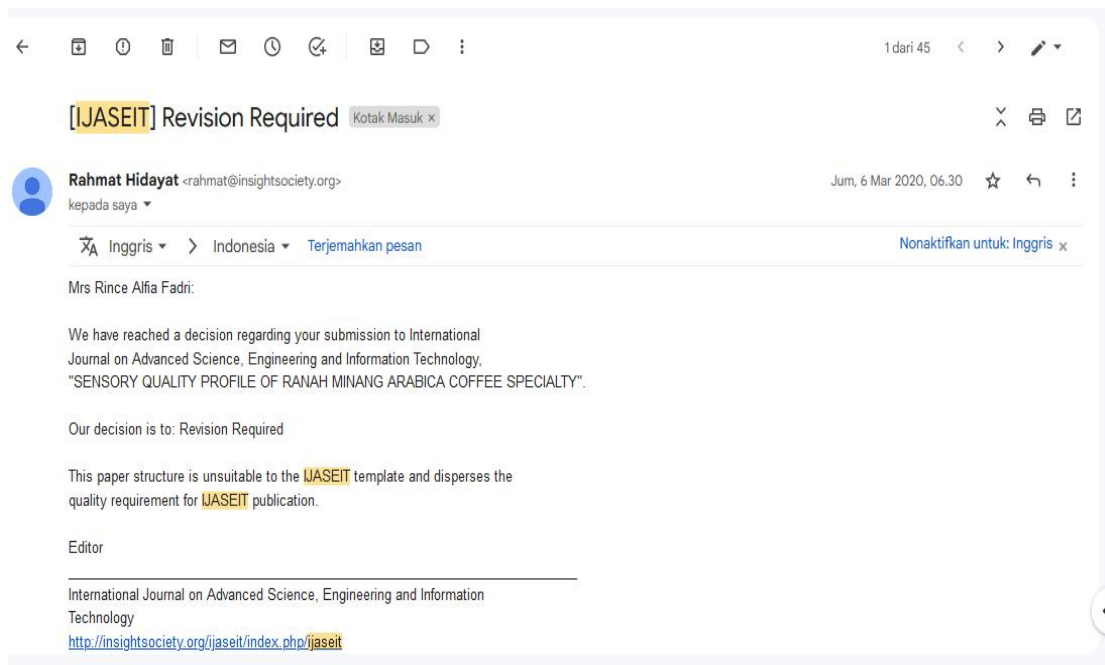 1 dari 45
[IJASEIT] Revision Required Kotak Masuk ×
Rahmat Hidayat <rahmat@insightsociety.org> Jum, 6 Mar 2020, 06.30
kepada saya
Inggris > Indonesia Terjemahkan pesan Nonaktifkan untuk: Inggris x
Mrs Rince Alfia Fadri:
We have reached a decision regarding your submission to International
Journal on Advanced Science, Engineering and Information Technology,
"SENSORY QUALITY PROFILE OF RANAH MINANG ARABICA COFFEE SPECIALTY".
Our decision is to: Revision Required
This paper structure is unsuitable to the IJASEIT template and disperses the
quality requirement for IJASEIT publication.
Editor
International Journal on Advanced Science, Engineering and Information
Technology
http://insightsociety.org/ijaseit/index.php/ijaseit